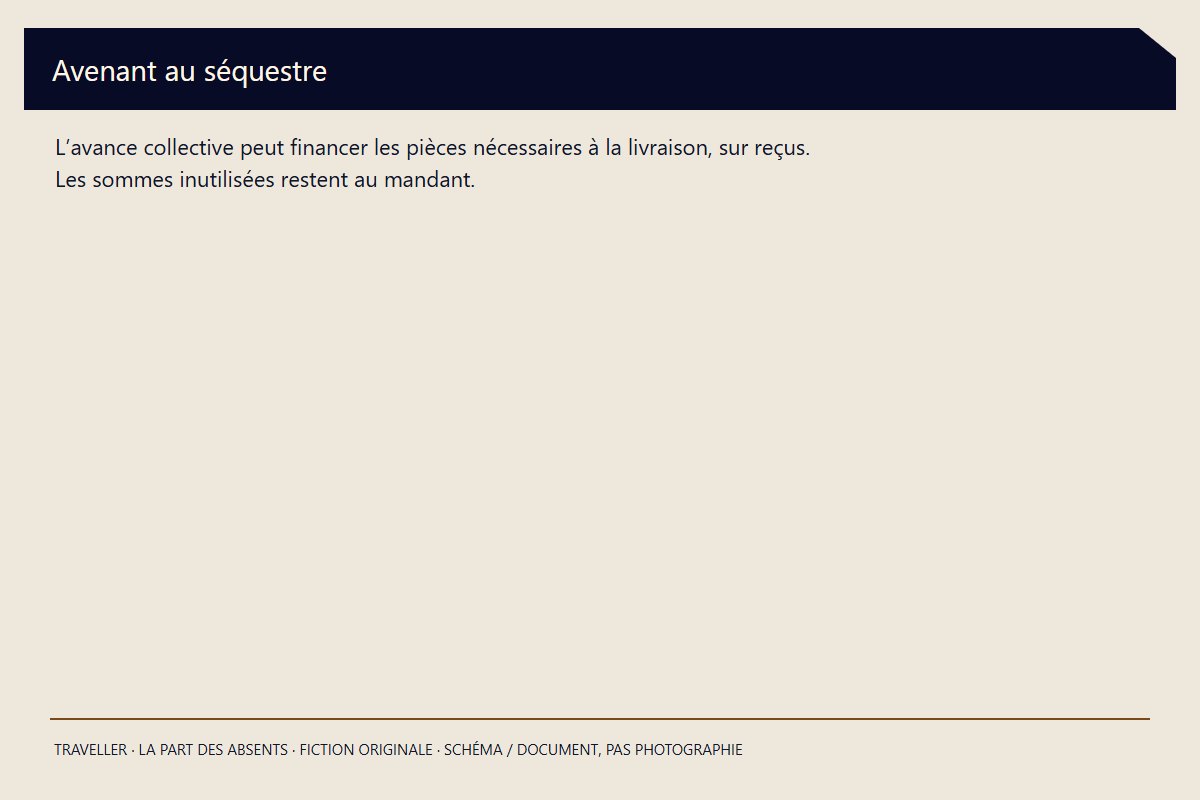 Avenant au séquestre
L’avance collective peut financer les pièces nécessaires à la livraison, sur reçus.
Les sommes inutilisées restent au mandant.
TRAVELLER · LA PART DES ABSENTS · FICTION ORIGINALE · SCHÉMA / DOCUMENT, PAS PHOTOGRAPHIE